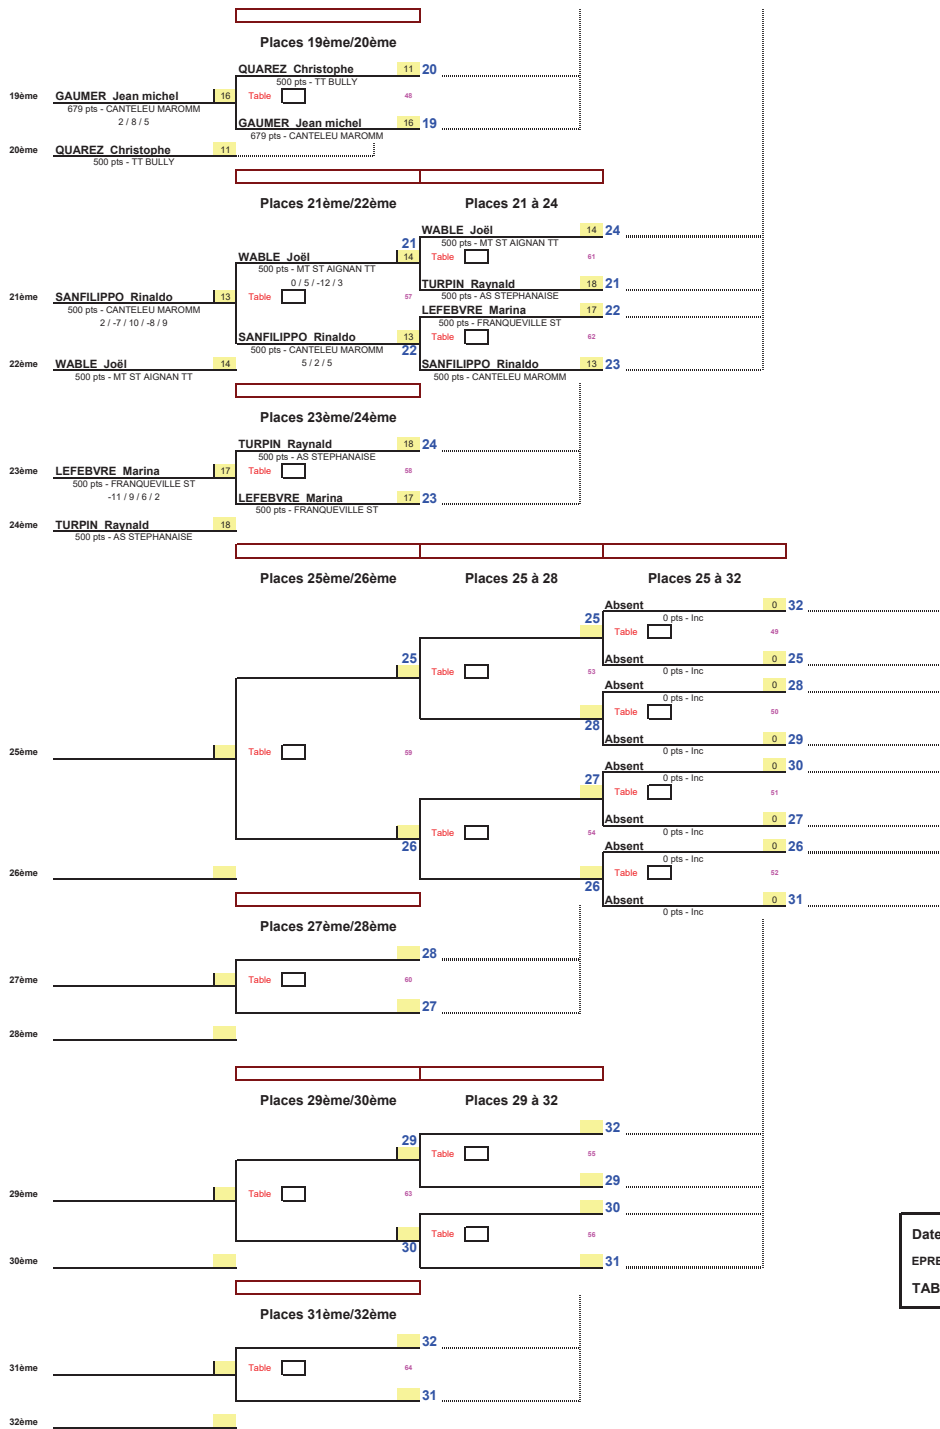 Places 19ème/20ème
QUAREZ Christophe 11 20
500 pts - TT BULLY
19ème GAUMER Jean michel 16 Table 48
679 pts - CANTELEU MAROMM
2 / 8 / 5
GAUMER Jean michel 16 19
679 pts - CANTELEU MAROMM
20ème QUAREZ Christophe 11
500 pts - TT BULLY
Places 21ème/22ème Places 21 à 24
WABLE Joël 14 24
500 pts - MT ST AIGNAN TT
21
WABLE Joël 14 Table 61
500 pts - MT ST AIGNAN TT
0 / 5 / -12 / 3
TURPIN Raynald 18 21
500 pts - AS STEPHANAISE
21ème SANFILIPPO Rinaldo 13 Table 57
500 pts - CANTELEU MAROMM
2 / -7 / 10 / -8 / 9
LEFEBVRE Marina 17 22
500 pts - FRANQUEVILLE ST
SANFILIPPO Rinaldo 13 Table 62
500 pts - CANTELEU MAROMM 22
5 / 2 / 5
22ème WABLE Joël 14
500 pts - MT ST AIGNAN TT
SANFILIPPO Rinaldo 13 23
500 pts - CANTELEU MAROMM
Places 23ème/24ème
TURPIN Raynald 18 24
500 pts - AS STEPHANAISE
23ème LEFEBVRE Marina 17 Table 58
500 pts - FRANQUEVILLE ST
-11 / 9 / 6 / 2
LEFEBVRE Marina 17 23
500 pts - FRANQUEVILLE ST
24ème TURPIN Raynald 18
500 pts - AS STEPHANAISE
Places 25ème/26ème Places 25 à 28 Places 25 à 32
Absent 0 32
0 pts - Inc
25
Table 49
25
Absent 0 25
0 pts - Inc
Table 53
Absent 0 28
0 pts - Inc
Table 50
28
Absent 0 29
0 pts - Inc
25ème Table 59
Absent 0 30
0 pts - Inc
27
Table 51
Absent 0 27
0 pts - Inc
Table 54
26
Absent 0 26
0 pts - Inc
26ème Table 52
26
Absent 0 31
0 pts - Inc
Places 27ème/28ème
28
27ème Table 60
27
28ème
Places 29ème/30ème Places 29 à 32
32
29
Table 55
29
29ème Table 63
30
Table 56
30
30ème 31
Date
EPRE
TAB
Places 31ème/32ème
32
31ème Table 64
31
32ème